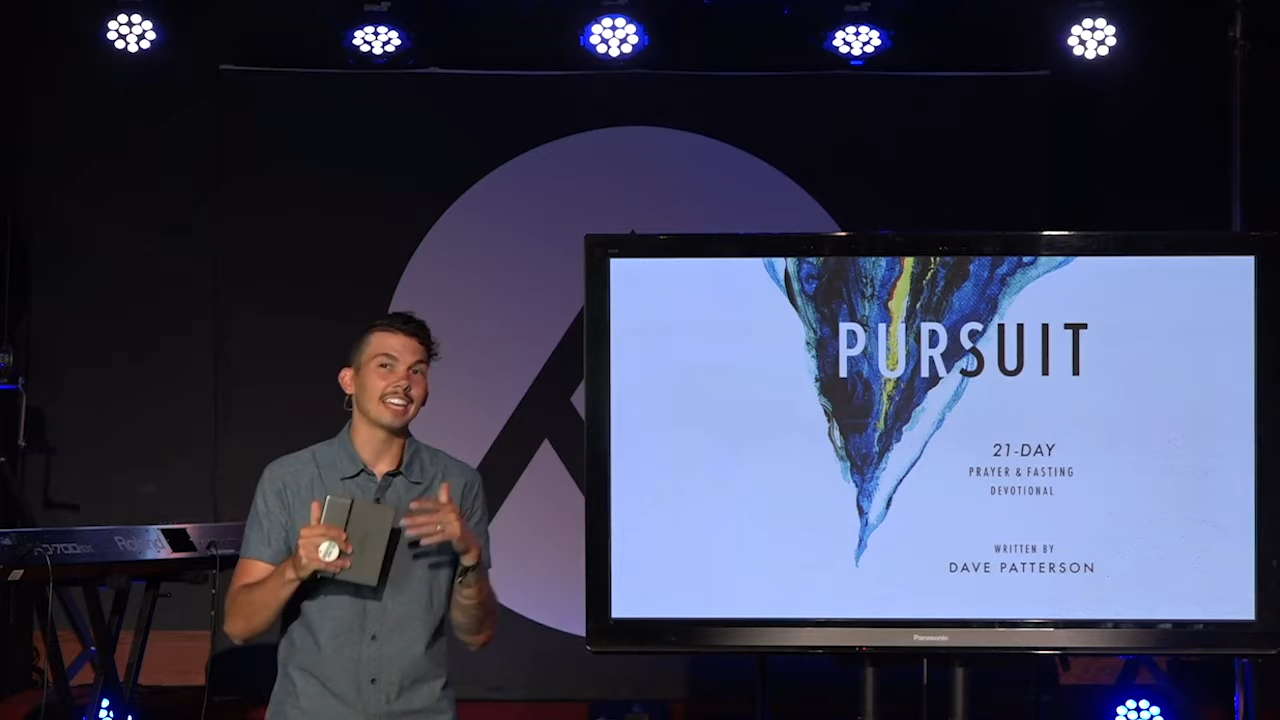 PURSUIT
21-DAY
PRAYER & FASTING
DEVOTIONAL
WRITTEN BY
DAVE PATTERSON
Panasonic
Roland